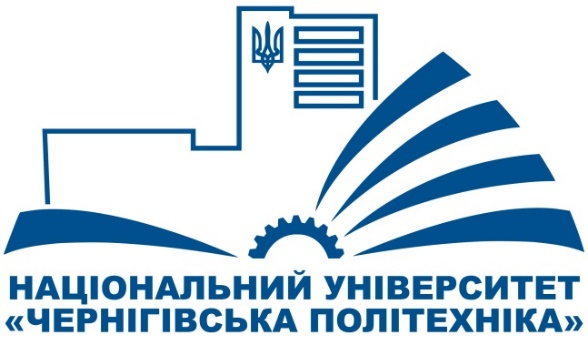 НАЦІОНАЛЬНИЙ УНІВЕРСИТЕТ
«ЧЕРНІГІВСЬКА ПОЛІТЕХНІКА»